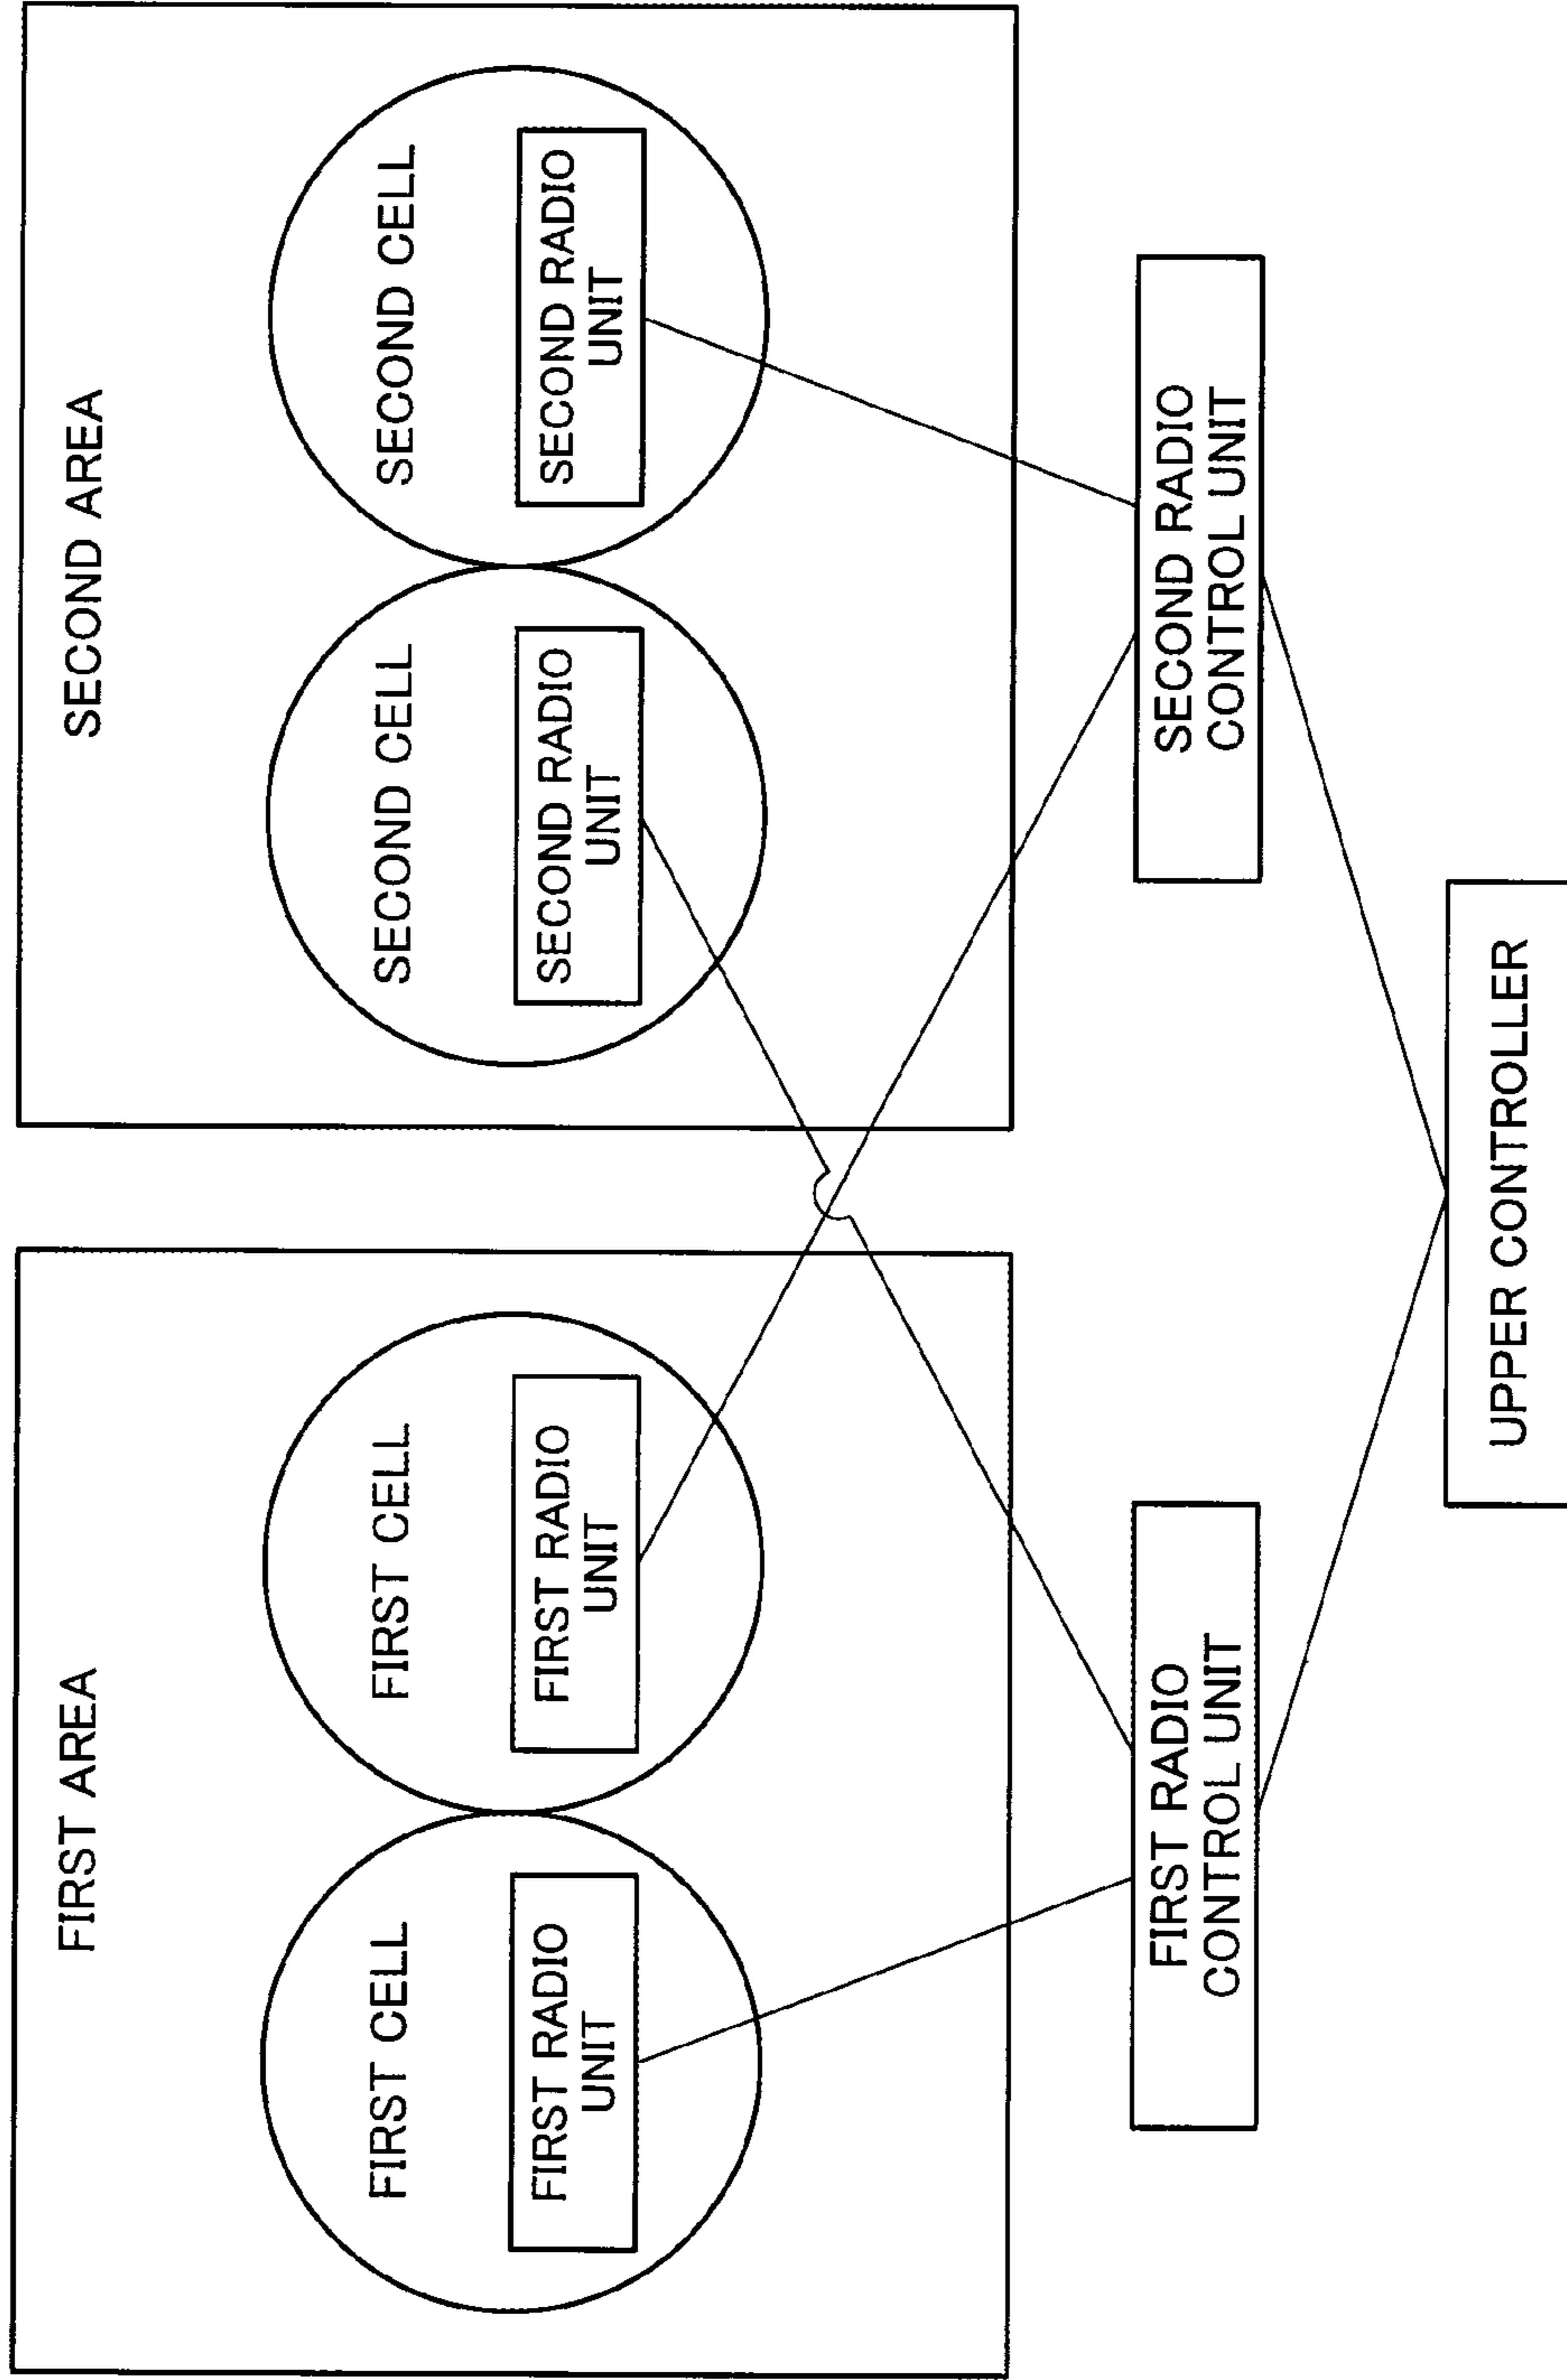 FIRST AREA
FIRST CELL
FIRST RADIO
UNIT
FIRST CELL
FIRST RADIO
UNIT
SECOND AREA
SECOND CELL
SECOND RADIO
UNIT
SECOND CELL
SECOND RADIO
UNIT
FIRST RADIO
CONTROL UNIT
SECOND RADIO
CONTROL UNIT
UPPER CONTROLLER